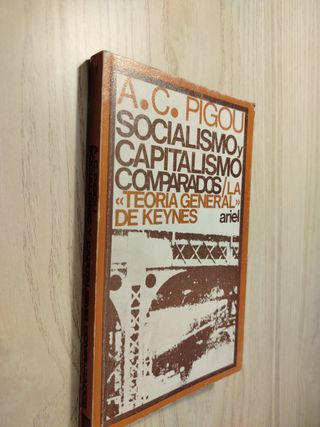 A.C. PIGOU
SOCIALISMO y
CAPITALISMO
COMPARADOS/LA
«TEORIA GENERAL»
DE KEYNES ariel